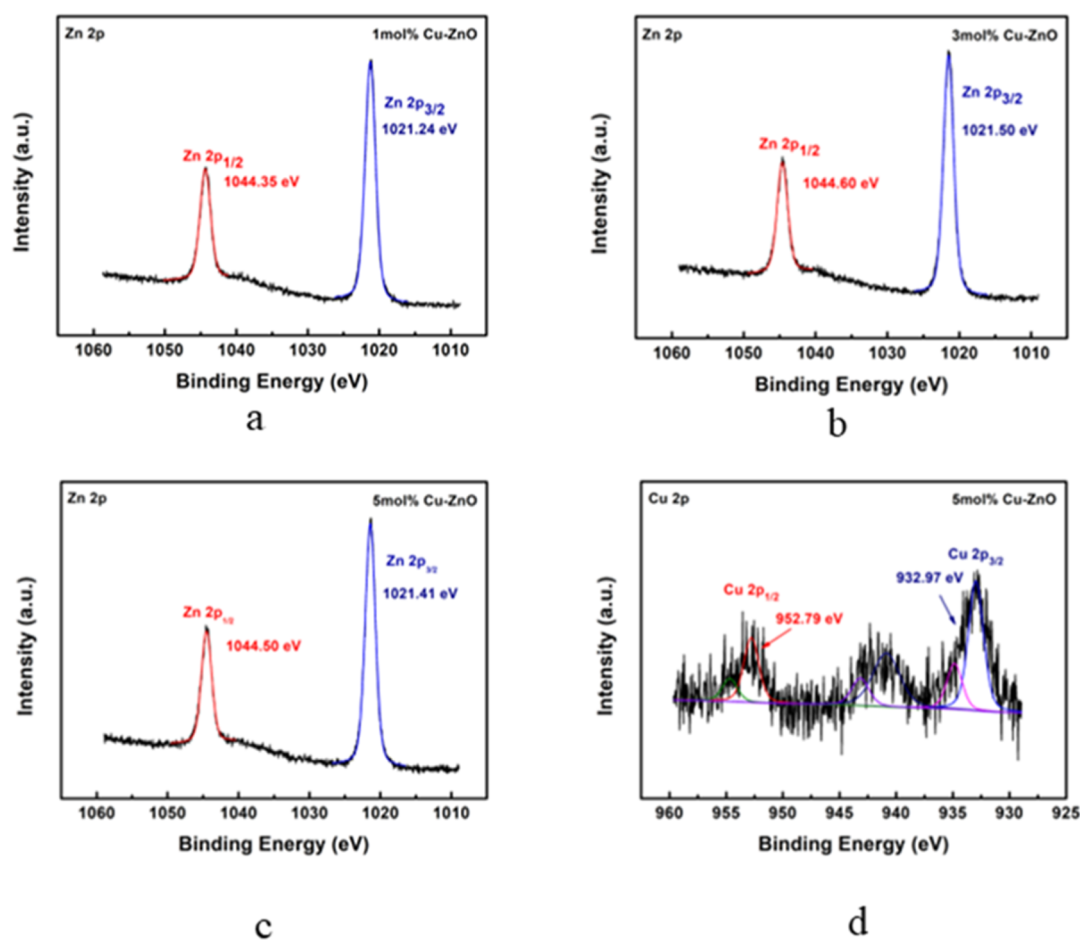 Zn 2p 1mol% Cu-ZnO
Zn 2p3/2
1021.24 eV
Zn 2p1/2
1044.35 eV
Intensity (a.u.)
1060 1050 1040 1030 1020 1010
Binding Energy (eV)
a
Zn 2p 3mol% Cu-ZnO
Zn 2p3/2
1021.50 eV
Zn 2p1/2
1044.60 eV
Intensity (a.u.)
1060 1050 1040 1030 1020 1010
Binding Energy (eV)
b
Zn 2p 5mol% Cu-ZnO
Zn 2p3/2
1021.41 eV
Zn 2p1/2
1044.50 eV
Intensity (a.u.)
1060 1050 1040 1030 1020 1010
Binding Energy (eV)
c
Cu 2p 5mol% Cu-ZnO
Cu 2p3/2
932.97 eV
Cu 2p1/2
952.79 eV
Intensity (a.u.)
960 955 950 945 940 935 930 925
Binding Energy (eV)
d